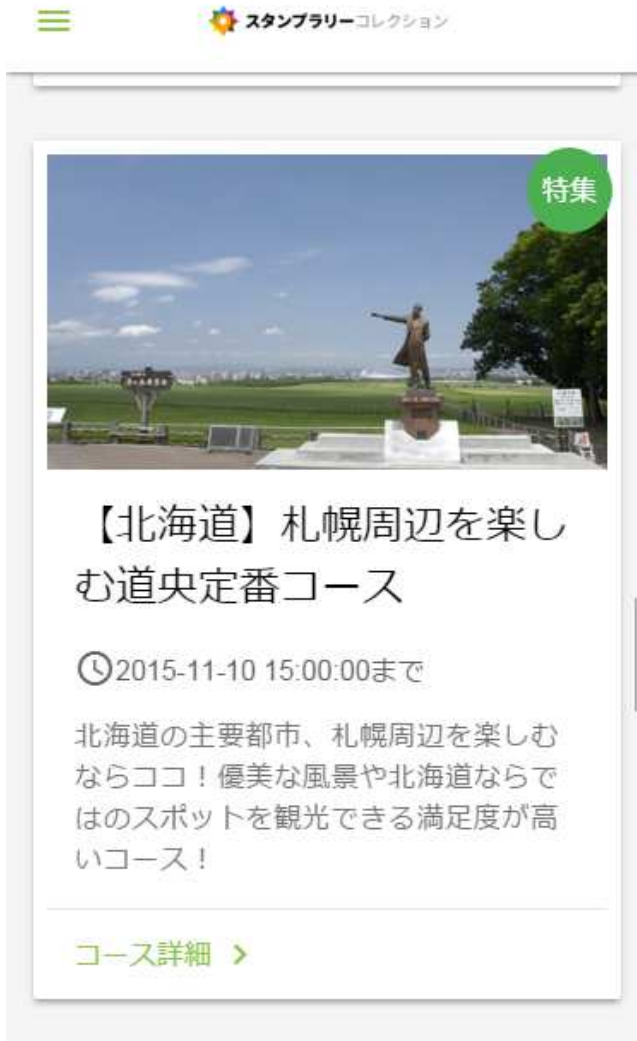 スタンプラリーコレクション
特集
【北海道】札幌周辺を楽し
む道央定番コース
2015-11-10 15:00:00まで
北海道の主要都市、札幌周辺を楽しむ
ならココ！優美な風景や北海道ならで
はのスポットを観光できる満足度が高
いコース！
コース詳細